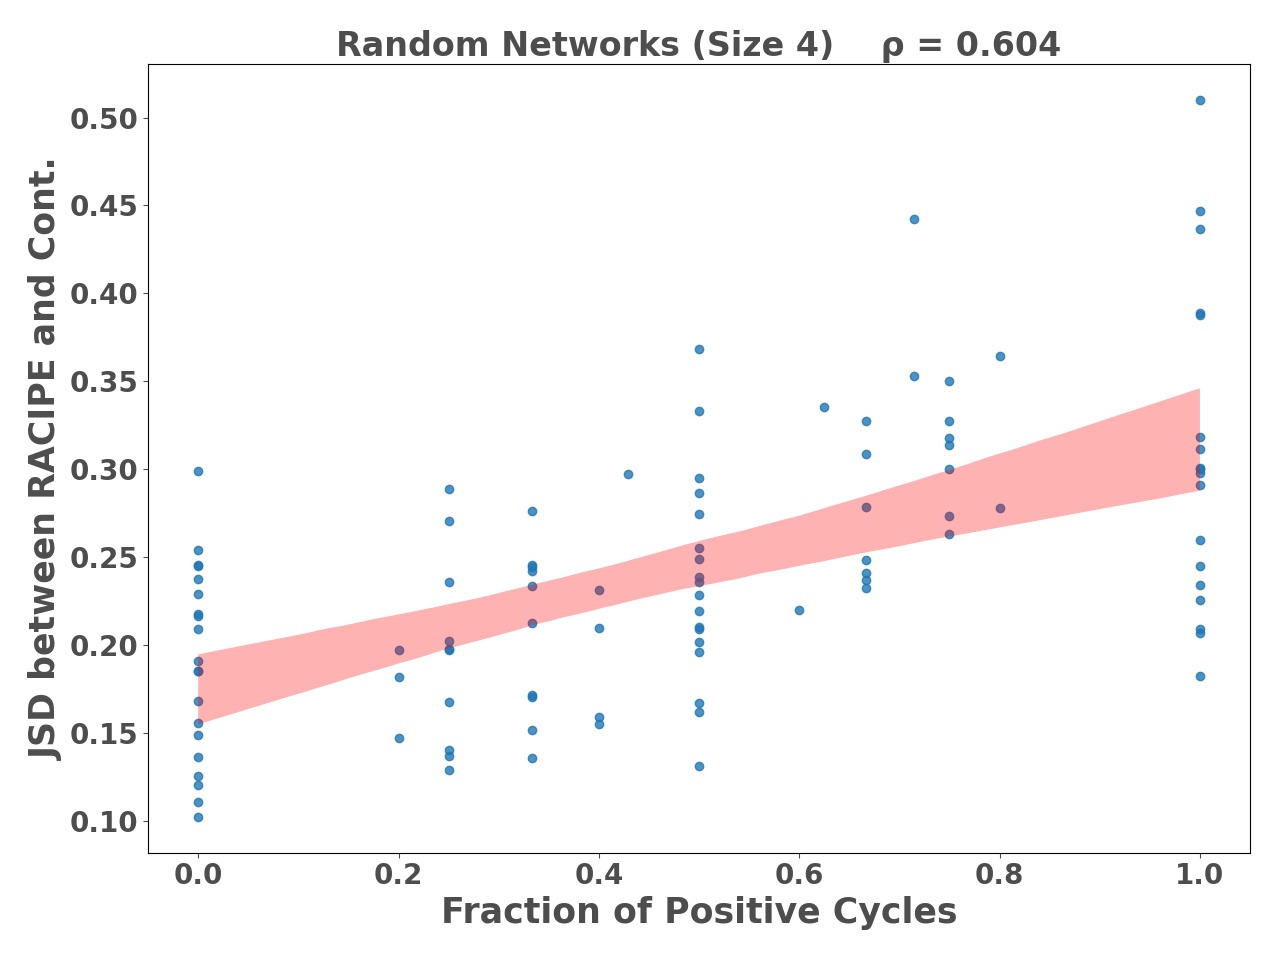 Random Networks (Size 4)    ρ = 0.604
JSD between RACIPE and Cont.
0.50
0.45
0.40
0.35
0.30
0.25
0.20
0.15
0.10
0.0 0.2 0.4 0.6 0.8 1.0
Fraction of Positive Cycles